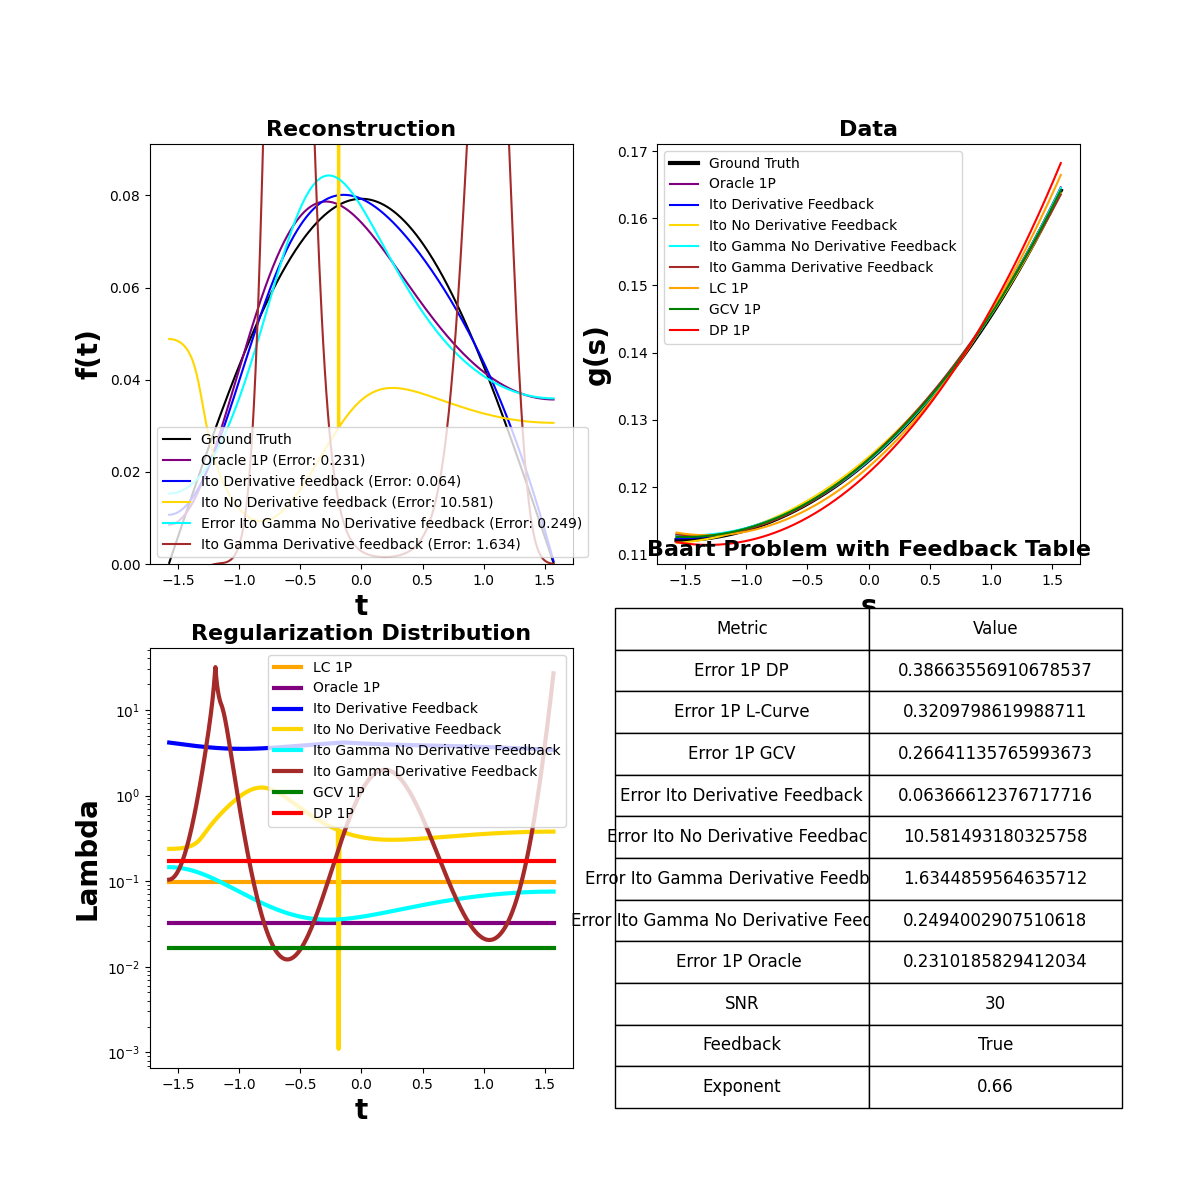 Reconstruction
f(t)
0.08
0.06
0.04
0.02
0.00
Ground Truth
Oracle 1P (Error: 0.231)
Ito Derivative feedback (Error: 0.064)
Ito No Derivative feedback (Error: 10.581)
Error Ito Gamma No Derivative feedback (Error: 0.249)
Ito Gamma Derivative feedback (Error: 1.634)
−1.5 −1.0 −0.5 0.0 0.5 1.0 1.5
t
Data
g(s)
0.17
0.16
0.15
0.14
0.13
0.12
0.11
Ground Truth
Oracle 1P
Ito Derivative Feedback
Ito No Derivative Feedback
Ito Gamma No Derivative Feedback
Ito Gamma Derivative Feedback
LC 1P
GCV 1P
DP 1P
−1.5 −1.0 −0.5 0.0 0.5 1.0 1.5
s
Regularization Distribution
Lambda
10^1
10^0
10^−1
10^−2
10^−3
LC 1P
Oracle 1P
Ito Derivative Feedback
Ito No Derivative Feedback
Ito Gamma No Derivative Feedback
Ito Gamma Derivative Feedback
GCV 1P
DP 1P
−1.5 −1.0 −0.5 0.0 0.5 1.0 1.5
t
Baart Problem with Feedback Table
Metric Value
Error 1P DP 0.38663556910678537
Error 1P L-Curve 0.3209798619988711
Error 1P GCV 0.26641135765993673
Error Ito Derivative Feedback 0.06366612376717716
Error Ito No Derivative Feedbac 10.581493180325758
Error Ito Gamma Derivative Feedb 1.6344859564635712
Error Ito Gamma No Derivative Feed 0.2494002907510618
Error 1P Oracle 0.2310185829412034
SNR 30
Feedback True
Exponent 0.66